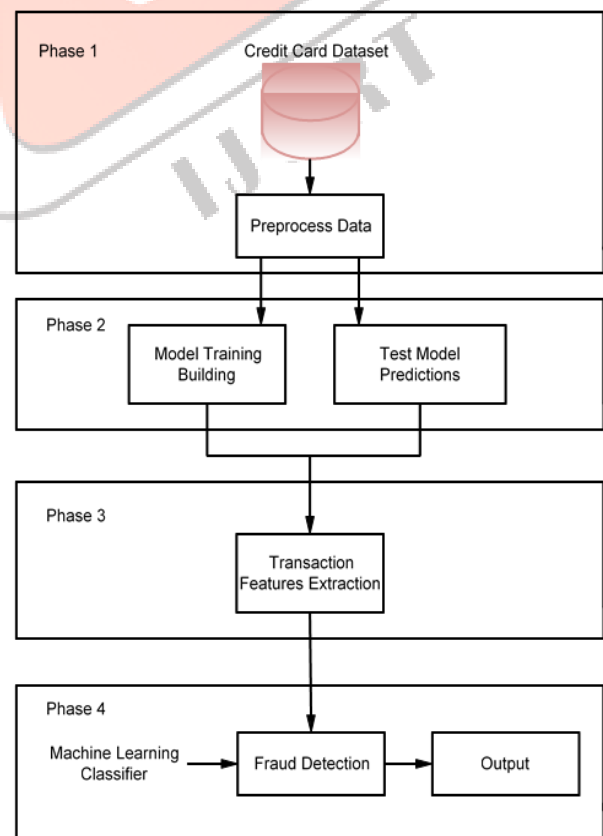 Phase 1
Credit Card Dataset
Preprocess Data
Phase 2
Model Training
Building
Test Model
Predictions
Phase 3
Transaction
Features Extraction
Phase 4
Machine Learning
Classifier
Fraud Detection
Output